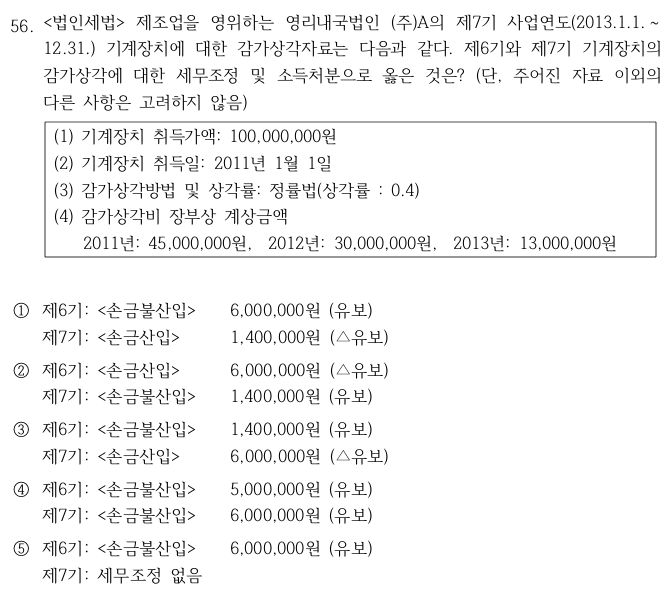 56. <법인세법> 제조업을 영위하는 영리내국법인 (주)A의 제7기 사업연도(2013.1.1. ~
12.31.) 기계장치에 대한 감가상각자료는 다음과 같다. 제6기와 제7기 기계장치의
감가상각에 대한 세무조정 및 소득처분으로 옳은 것은? (단, 주어진 자료 이외의
다른 사항은 고려하지 않음)
(1) 기계장치 취득가액: 100,000,000원
(2) 기계장치 취득일: 2011년 1월 1일
(3) 감가상각방법 및 상각률: 정률법(상각률 : 0.4)
(4) 감가상각비 장부상 계상금액
2011년: 45,000,000원, 2012년: 30,000,000원, 2013년: 13,000,000원
① 제6기: <손금불산입> 6,000,000원 (유보)
제7기: <손금산입> 1,400,000원 (△유보)
② 제6기: <손금산입> 6,000,000원 (△유보)
제7기: <손금불산입> 1,400,000원 (유보)
③ 제6기: <손금불산입> 1,400,000원 (유보)
제7기: <손금산입> 6,000,000원 (△유보)
④ 제6기: <손금불산입> 5,000,000원 (유보)
제7기: <손금불산입> 6,000,000원 (유보)
⑤ 제6기: <손금불산입> 6,000,000원 (유보)
제7기: 세무조정 없음